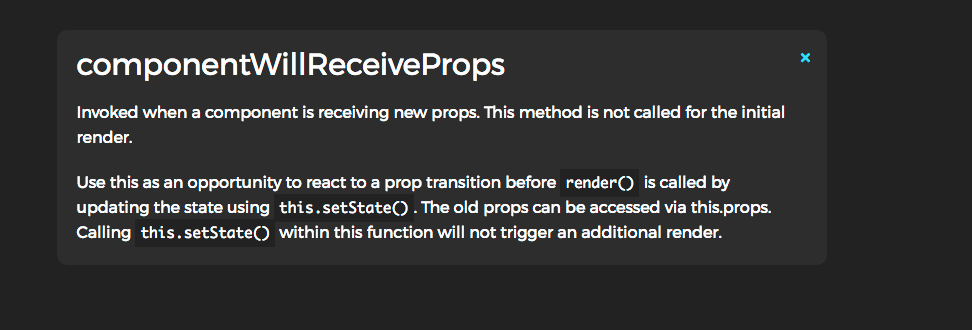 componentWillReceiveProps
×
Invoked when a component is receiving new props. This method is not called for the initial
render.
Use this as an opportunity to react to a prop transition before render() is called by
updating the state using this.setState(). The old props can be accessed via this.props.
Calling this.setState() within this function will not trigger an additional render.